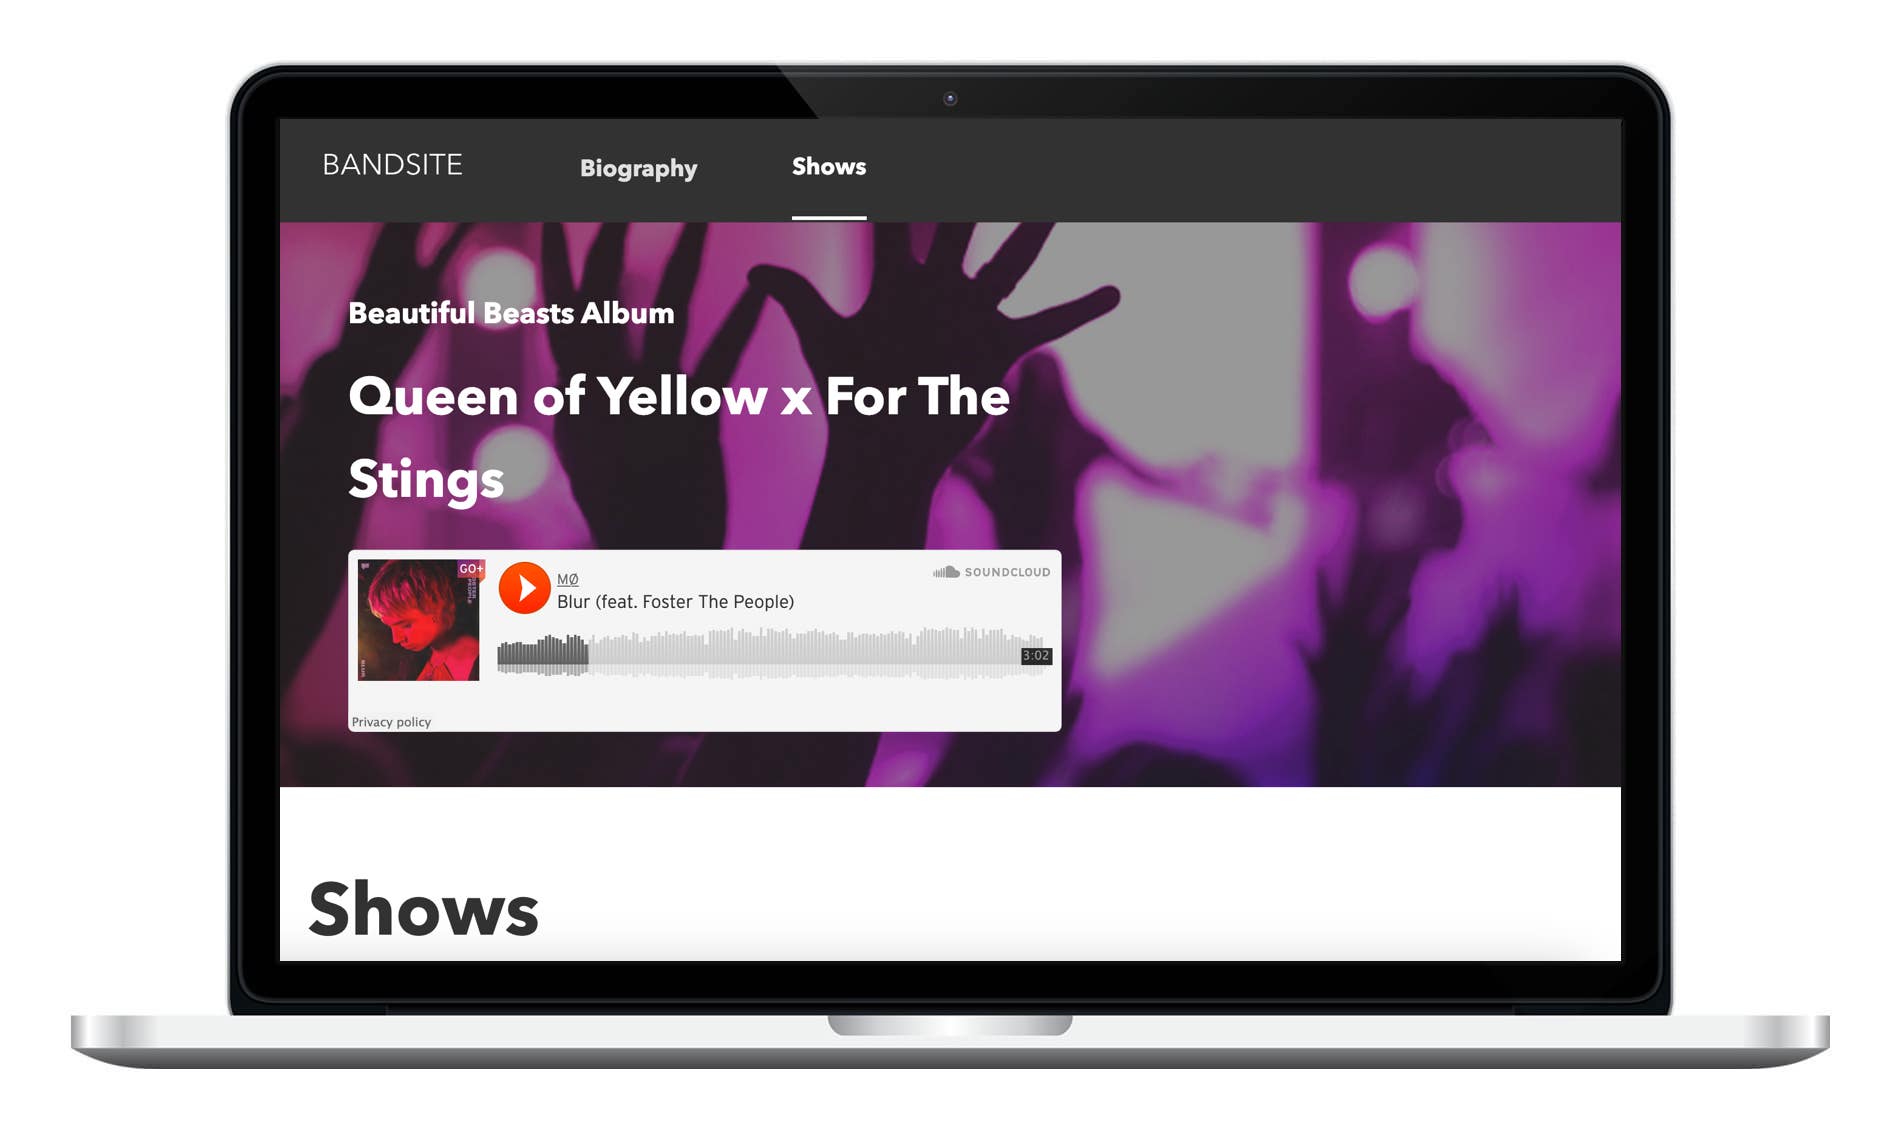 BANDSITE
Biography
Shows
Beautiful Beasts Album
Queen of Yellow x For The
Stings
GO+
MØ
SOUNDCLOUD
Blur (feat. Foster The People)
3:02
Privacy policy
Shows